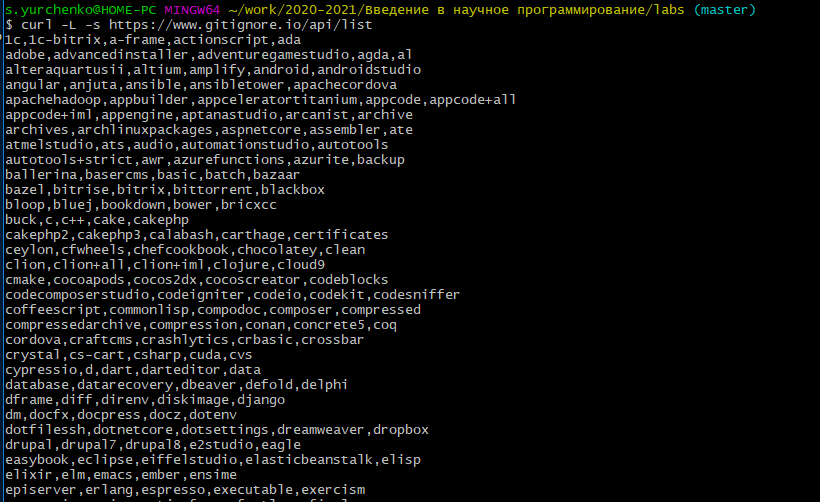 s.yurchenko@HOME-PC MINGW64 ~/work/2020-2021/Введение в научное программирование/labs (master)
$ curl -L -s https://www.gitignore.io/api/list
1c,1c-bitrix,a-frame,actionscript,ada
adobe,advancedinstaller,adventuregamestudio,agda,al
alteraquartusii,altium,amplify,android,androidstudio
angular,anjuta,ansible,ansibletower,apachecordova
apachehadoop,appbuilder,appceleratortitanium,appcode,appcode+all
appcode+iml,appengine,aptanastudio,arcanist,archive
archives,archlinuxpackages,aspnetcore,assembler,ate
atmelstudio,ats,audio,automationstudio,autotools
autotools+strict,awr,azurefunctions,azurite,backup
ballerina,basercms,basic,batch,bazaar
bazel,bitrise,bitrix,bittorrent,blackbox
bloop,bluej,bookdown,bower,bricxcc
buck,c,c++,cake,cakephp
cakephp2,cakephp3,calabash,carthage,certificates
ceylon,cfwheels,chefcookbook,chocolatey,clean
clion,clion+all,clion+iml,clojure,cloud9
cmake,cocoapods,cocos2dx,cocoscreator,codeblocks
codecomposerstudio,codeigniter,codeio,codekit,codesniffer
coffeescript,commonlisp,compodoc,composer,compressed
compressedarchive,compression,conan,concrete5,coq
cordova,craftcms,crashlytics,crbasic,crossbar
crystal,cs-cart,csharp,cuda,cvs
cypressio,d,dart,darteditor,data
database,datarecovery,dbeaver,defold,delphi
dframe,diff,direnv,diskimage,django
dm,docfx,docpress,docz,dotenv
dotfilessh,dotnetcore,dotsettings,dreamweaver,dropbox
drupal,drupal7,drupal8,e2studio,eagle
easybook,eclipse,eiffelstudio,elasticbeanstalk,elisp
elixir,elm,emacs,ember,ensime
episerver,erlang,espresso,executable,exercism